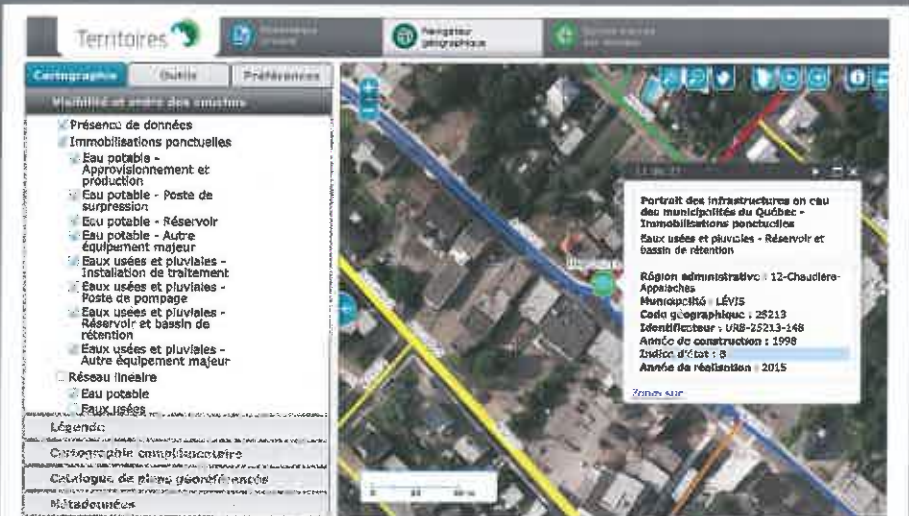 Territoires
Navigateur
géographique
Cartographie
Outils
Préférences
Visibilité et ordre des couches
Présence de données
Immobilisations ponctuelles
Eau potable -
Approvisionnement et
production
Eau potable - Poste de
surpression
Eau potable - Réservoir
Eau potable - Autre
équipement majeur
Eaux usées et pluviales -
Installation de traitement
Eaux usées et pluviales -
Poste de pompage
Eaux usées et pluviales -
Réservoir et bassin de
rétention
Eaux usées et pluviales -
Autre équipement majeur
Réseau linéaire
Eau potable
Eaux usées
Légende
Cartographie complémentaire
Catalogue de plans géoréférencés
Métadonnées
Portrait des infrastructures en eau
des municipalités du Québec -
Immobilisations ponctuelles
Eaux usées et pluviales - Réservoir et
bassin de rétention
Région administrative : 12-Chaudière-
Appalaches
Municipalité : LÉVIS
Code géographique : 25213
Identificateur : URB-25213-148
Année de construction : 1998
Indice d'état : B
Année de réalisation : 2015
Zoom sur